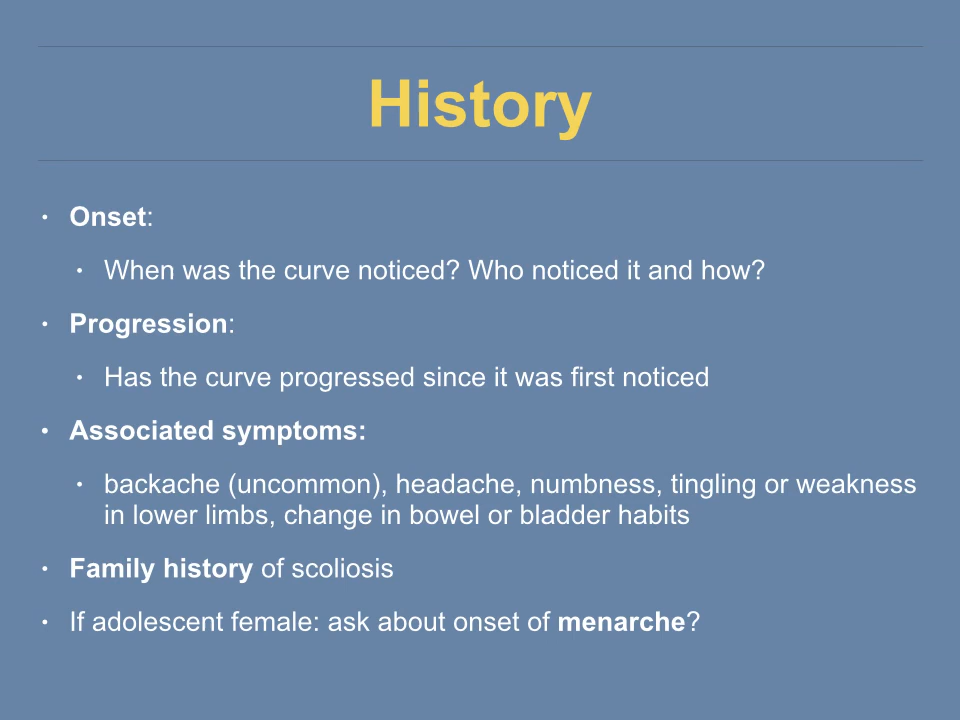 History
• Onset:
• When was the curve noticed? Who noticed it and how?
• Progression:
• Has the curve progressed since it was first noticed
• Associated symptoms:
• backache (uncommon), headache, numbness, tingling or weakness
in lower limbs, change in bowel or bladder habits
• Family history of scoliosis
• If adolescent female: ask about onset of menarche?